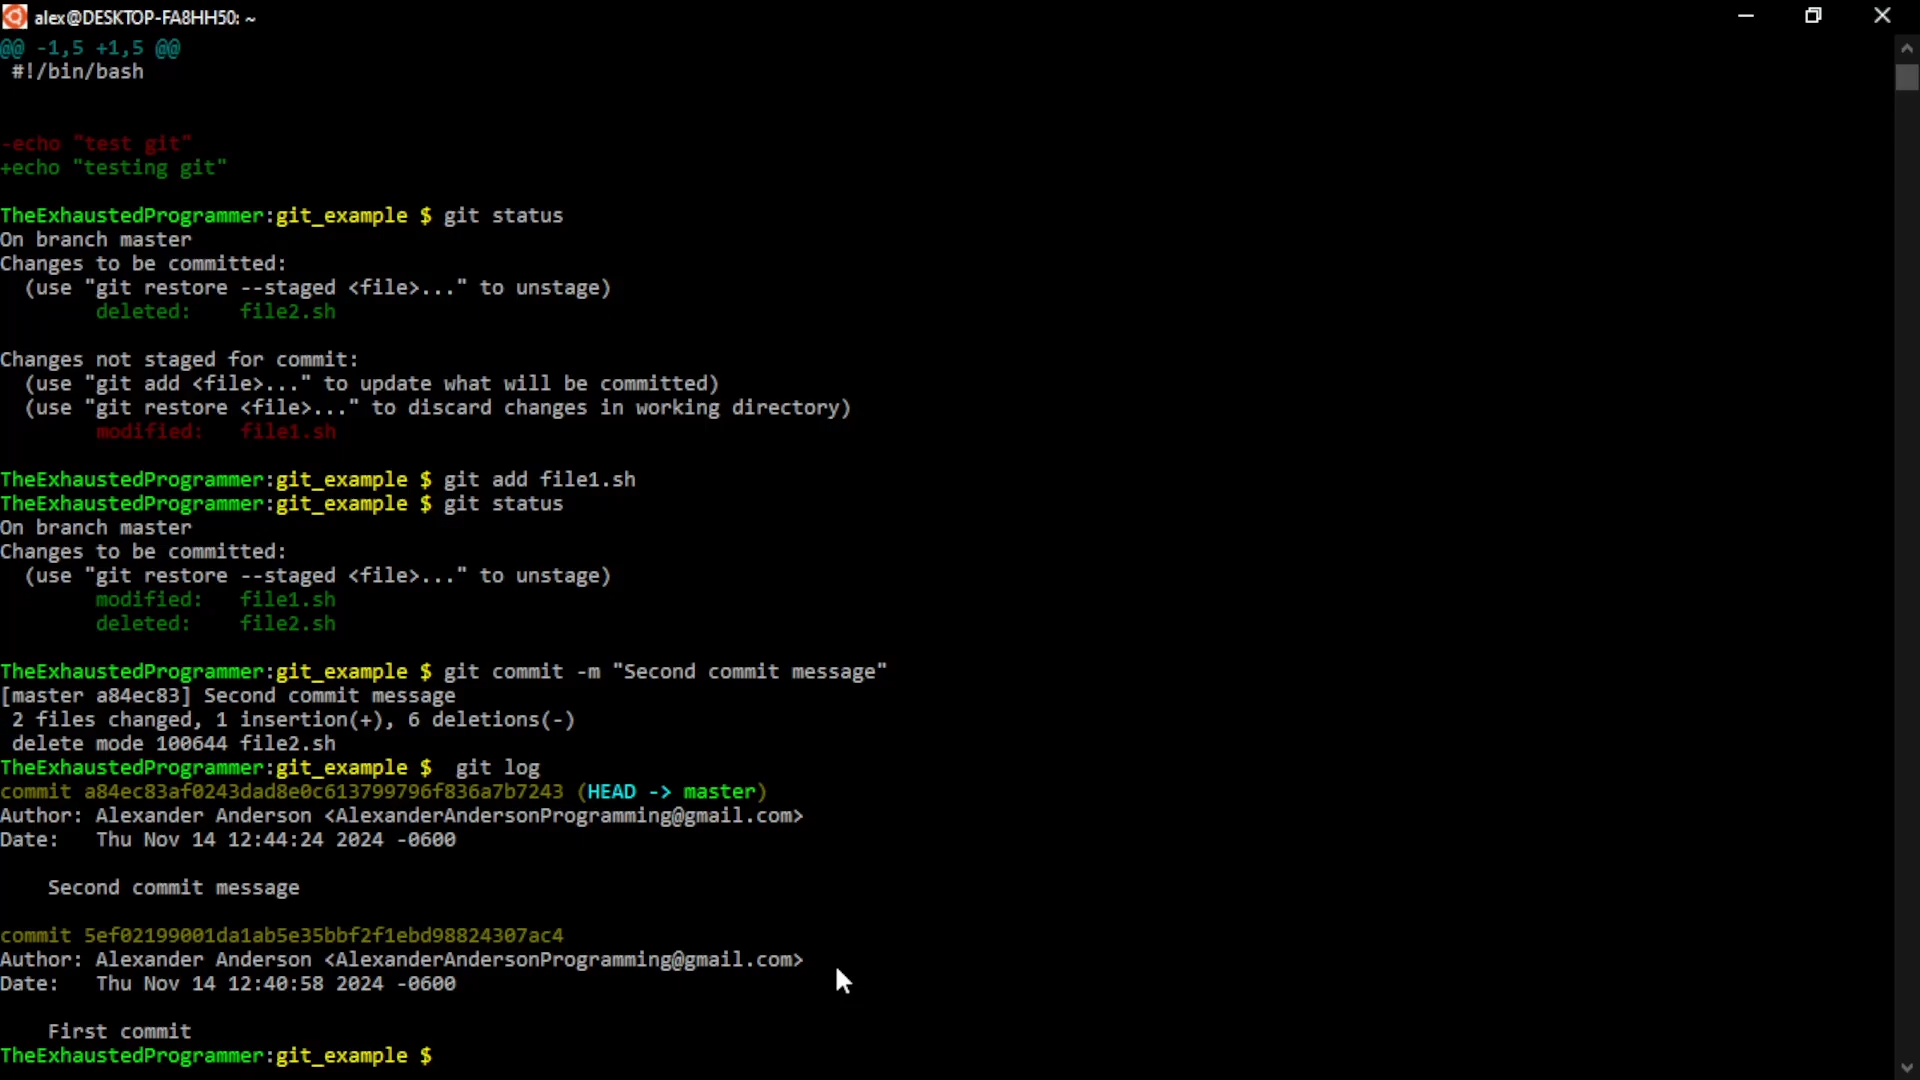 alex@DESKTOP-FA8HH50: ~
@@ -1,5 +1,5 @@
#!/bin/bash
-echo "test git"
+echo "testing git"
TheExhaustedProgrammer:git_example $ git status
On branch master
Changes to be committed:
  (use "git restore --staged <file>..." to unstage)
        deleted:    file2.sh
Changes not staged for commit:
  (use "git add <file>..." to update what will be committed)
  (use "git restore <file>..." to discard changes in working directory)
        modified:   file1.sh
TheExhaustedProgrammer:git_example $ git add file1.sh
TheExhaustedProgrammer:git_example $ git status
On branch master
Changes to be committed:
  (use "git restore --staged <file>..." to unstage)
        modified:   file1.sh
        deleted:    file2.sh
TheExhaustedProgrammer:git_example $ git commit -m "Second commit message"
[master a84ec83] Second commit message
 2 files changed, 1 insertion(+), 6 deletions(-)
 delete mode 100644 file2.sh
TheExhaustedProgrammer:git_example $  git log
commit a84ec83af0243dad8e0c613799796f836a7b7243 (HEAD -> master)
Author: Alexander Anderson <AlexanderAndersonProgramming@gmail.com>
Date:   Thu Nov 14 12:44:24 2024 -0600
    Second commit message
commit 5ef02199001da1ab5e35bbf2f1ebd98824307ac4
Author: Alexander Anderson <AlexanderAndersonProgramming@gmail.com>
Date:   Thu Nov 14 12:40:58 2024 -0600
    First commit
TheExhaustedProgrammer:git_example $